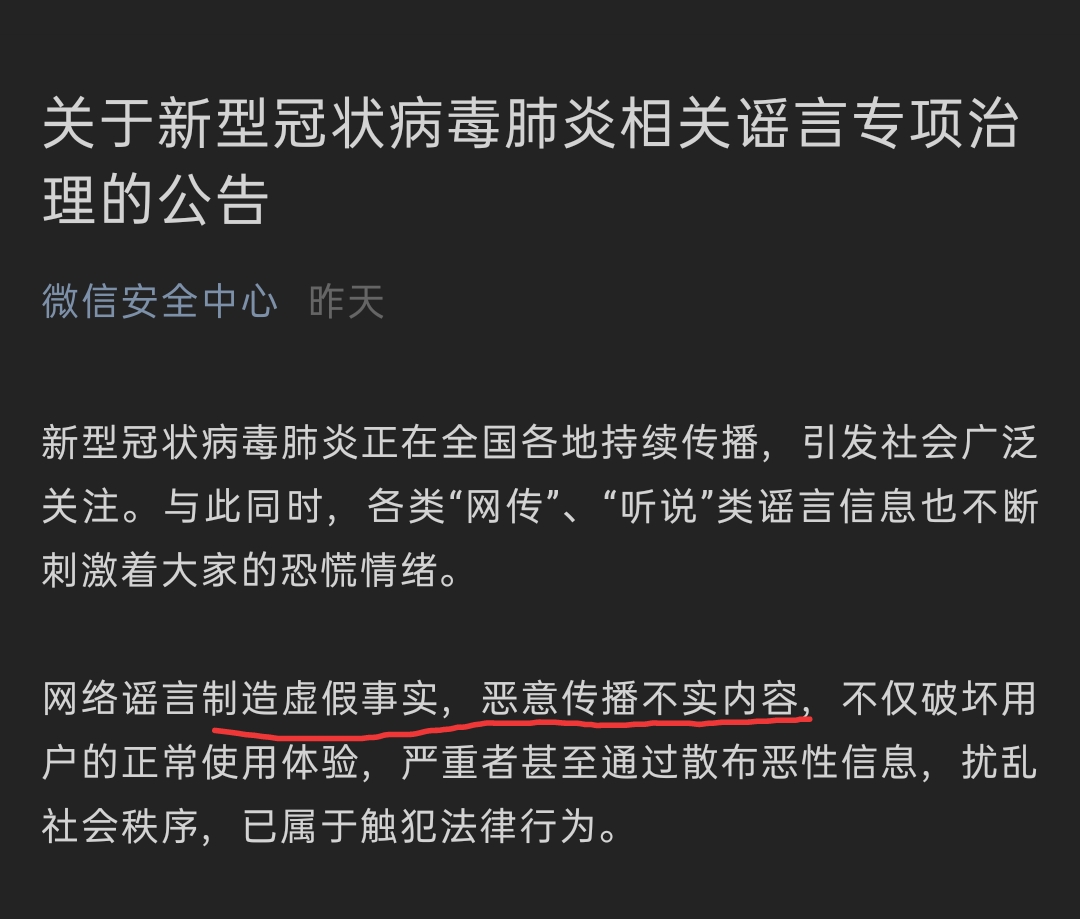 关于新型冠状病毒肺炎相关谣言专项治
理的公告
微信安全中心 昨天
新型冠状病毒肺炎正在全国各地持续传播，引发社会广泛
关注。与此同时，各类“网传”、“听说”类谣言信息也不断
刺激着大家的恐慌情绪。
网络谣言制造虚假事实，恶意传播不实内容，不仅破坏用
户的正常使用体验，严重者甚至通过散布恶性信息，扰乱
社会秩序，已属于触犯法律行为。